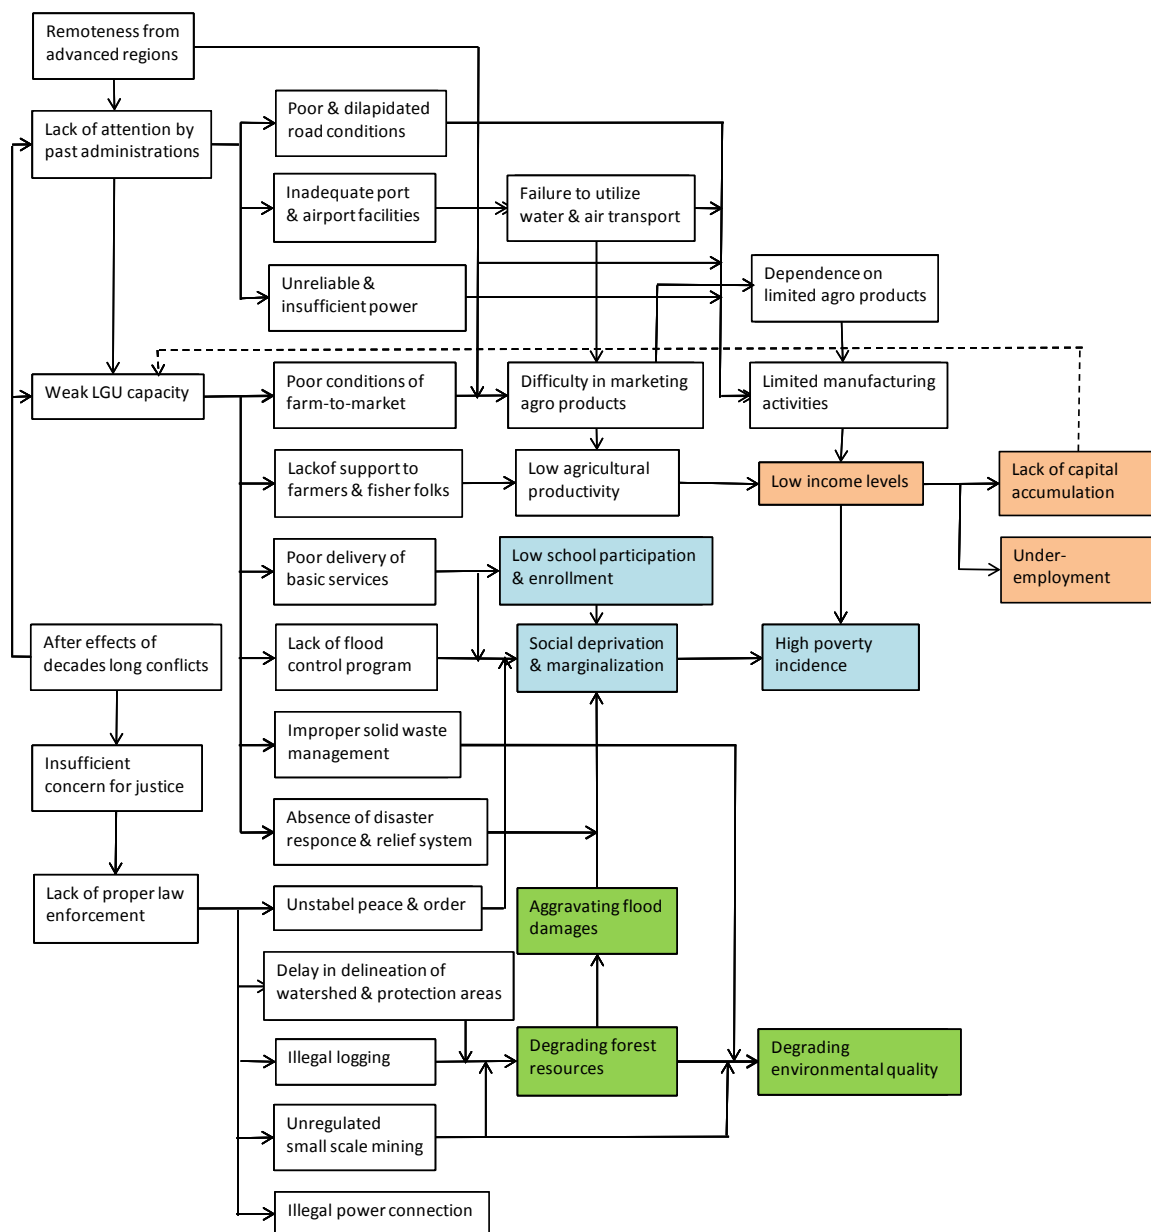 Remoteness from
advanced regions
Lack of attention by
past administrations
Poor & dilapidated
road conditions
Inadequate port
& airport facilities
Failure to utilize
water & air transport
Unreliable &
insufficient power
Dependence on
limited agro products
Weak LGU capacity
Poor conditions of
farm-to-market
Difficulty in marketing
agro products
Limited manufacturing
activities
Lackof support to
farmers & fisher folks
Low agricultural
productivity
Low income levels
Lack of capital
accumulation
Poor delivery of
basic services
Low school participation
& enrollment
Under-
employment
After effects of
decades long conflicts
Lack of flood
control program
Social deprivation
& marginalization
High poverty
incidence
Insufficient
concern for justice
Improper solid waste
management
Absence of disaster
responce & relief system
Lack of proper law
enforcement
Unstabel peace & order
Aggravating flood
damages
Delay in delineation of
watershed & protection areas
Illegal logging
Degrading forest
resources
Degrading
environmental quality
Unregulated
small scale mining
Illegal power connection